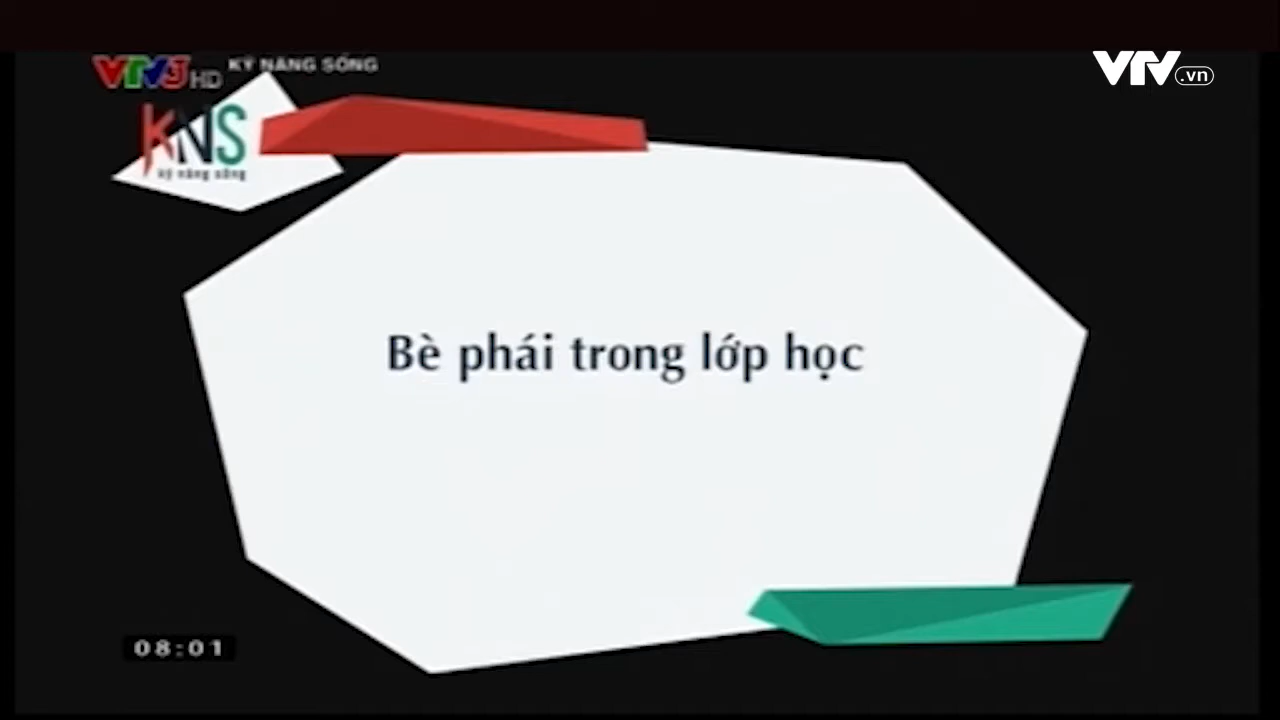 VTV3 HD KỸ NĂNG SỐNG
VTV.vn
KNS
kỹ năng sống
Bè phái trong lớp học
08:01